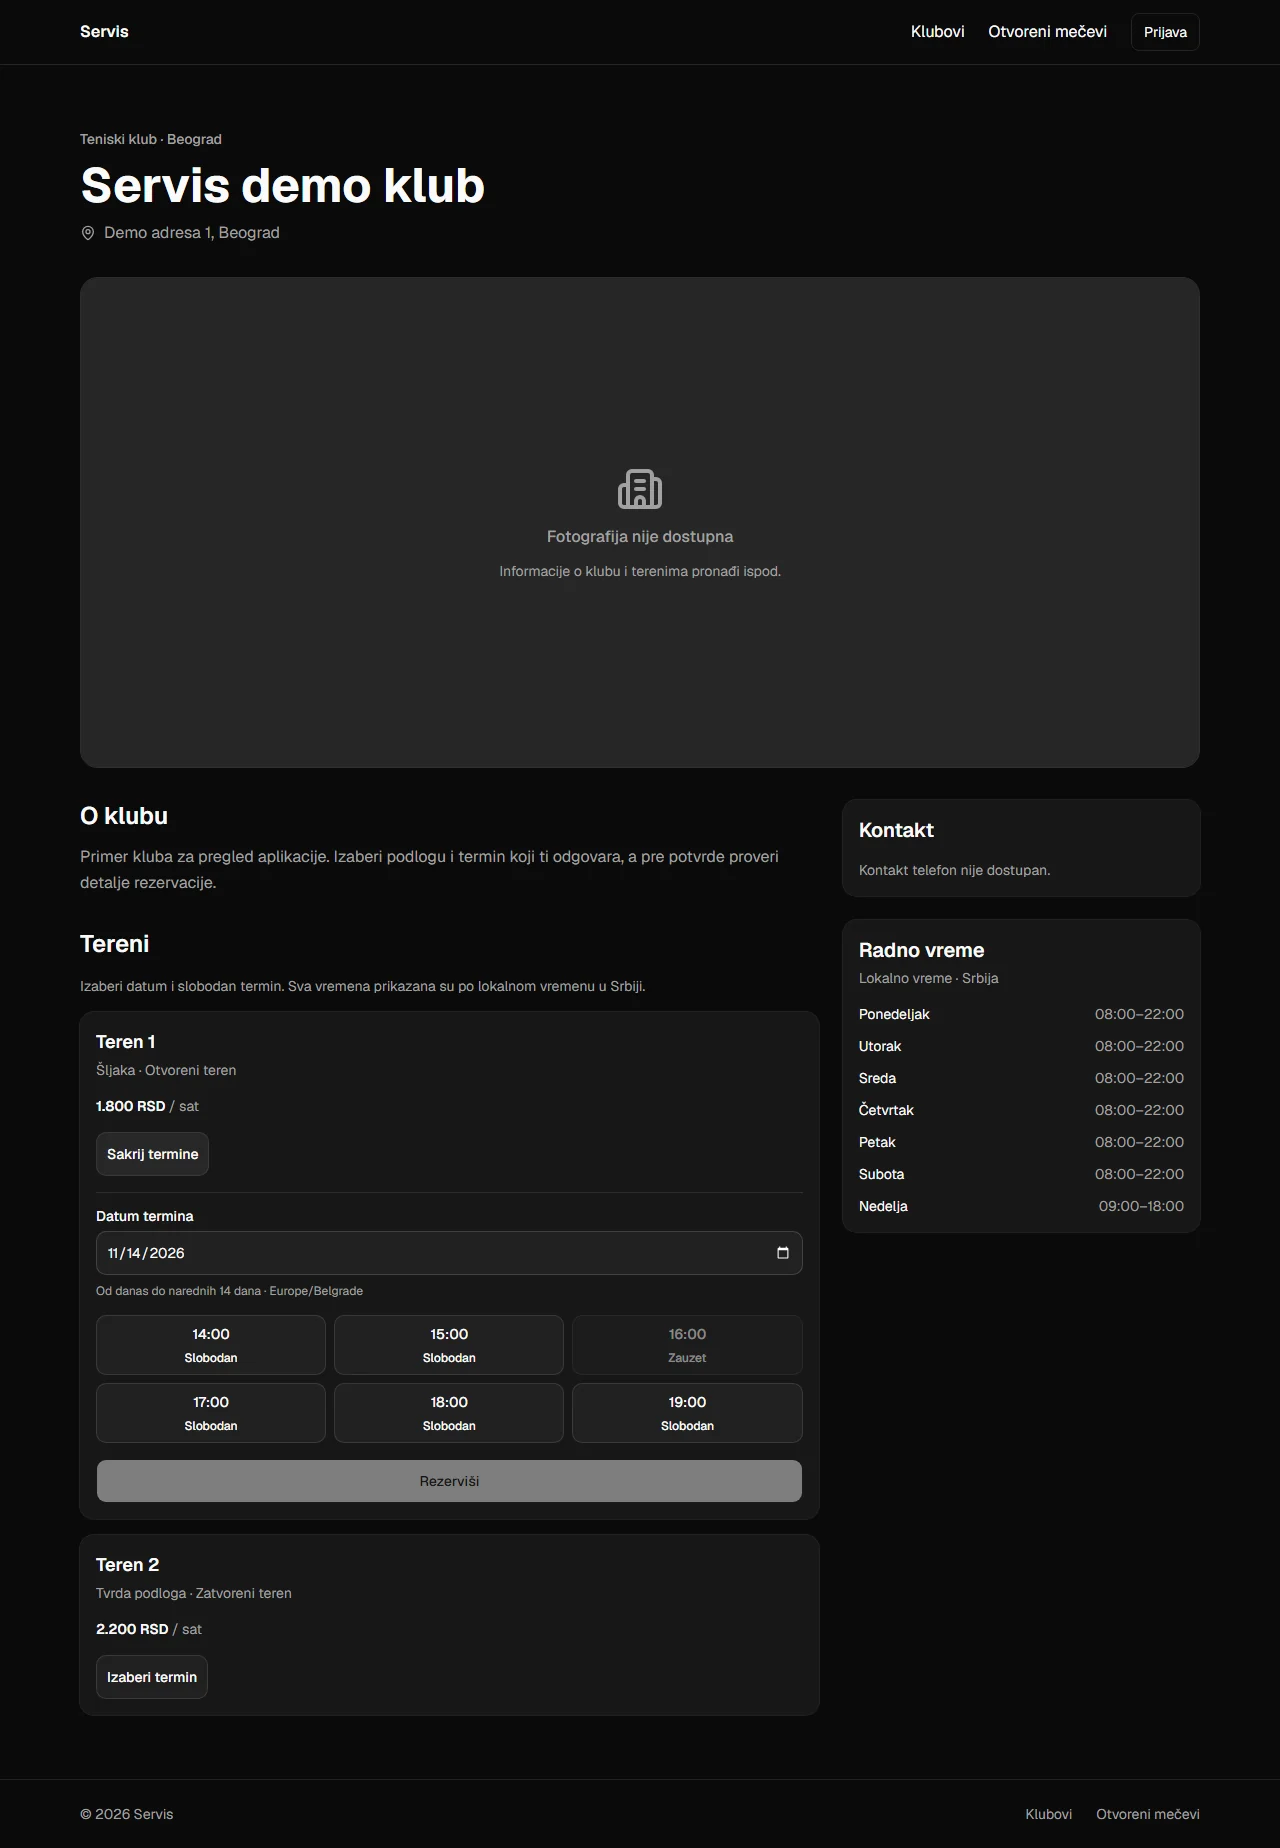 Servis
Klubovi
Otvoreni mečevi
Prijava
Teniski klub · Beograd
Servis demo klub
Demo adresa 1, Beograd
Fotografija nije dostupna
Informacije o klubu i terenima pronađi ispod.
O klubu
Primer kluba za pregled aplikacije. Izaberi podlogu i termin koji ti odgovara, a pre potvrde proveri
detalje rezervacije.
Tereni
Izaberi datum i slobodan termin. Sva vremena prikazana su po lokalnom vremenu u Srbiji.
Teren 1
Šljaka · Otvoreni teren
1.800 RSD / sat
Sakrij termine
Datum termina
11/14/2026
Od danas do narednih 14 dana · Europe/Belgrade
14:00
Slobodan
15:00
Slobodan
16:00
Zauzet
17:00
Slobodan
18:00
Slobodan
19:00
Slobodan
Rezerviši
Teren 2
Tvrda podloga · Zatvoreni teren
2.200 RSD / sat
Izaberi termin
Kontakt
Kontakt telefon nije dostupan.
Radno vreme
Lokalno vreme · Srbija
Ponedeljak 08:00–22:00
Utorak 08:00–22:00
Sreda 08:00–22:00
Četvrtak 08:00–22:00
Petak 08:00–22:00
Subota 08:00–22:00
Nedelja 09:00–18:00
© 2026 Servis
Klubovi
Otvoreni mečevi